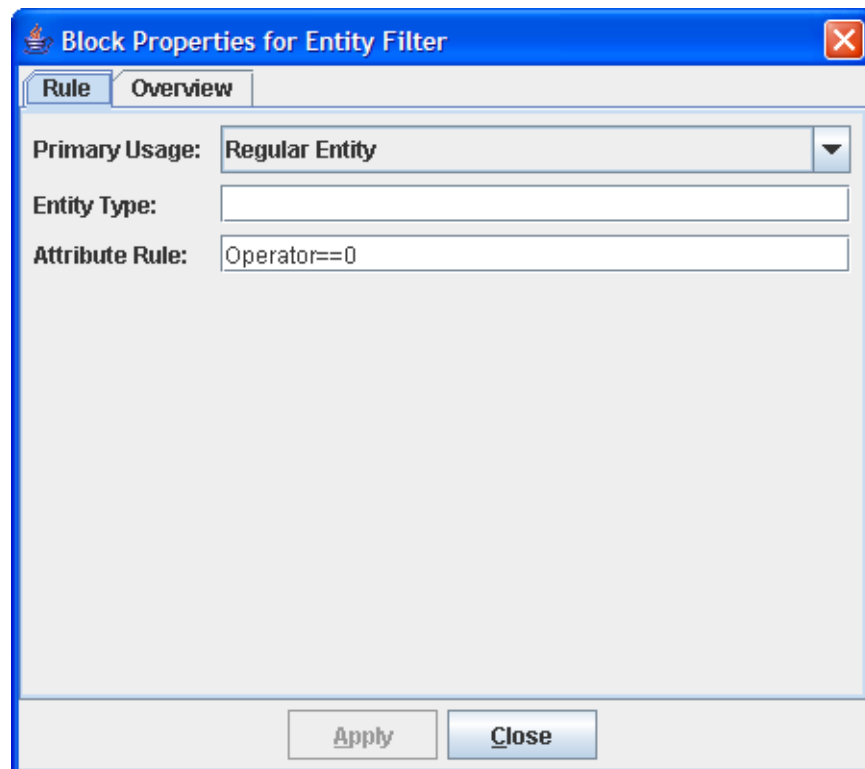 Block Properties for Entity Filter
Rule Overview
Primary Usage: Regular Entity
Entity Type:
Attribute Rule: Operator==0
Apply Close